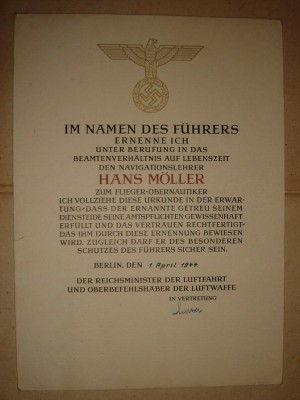 IM NAMEN DES FÜHRERS
ERNENNE ICH
UNTER BERUFUNG IN DAS
BEAMTENVERHÄLTNIS AUF LEBENSZEIT
DEN NAVIGATIONSLEHRER
HANS MÖLLER
ZUM FLIEGER-OBERNAUTIKER
ICH VOLLZIEHE DIESE URKUNDE IN DER ERWAR-
TUNG·DASS DER ERNANNTE GETREU SEINEM
DIENSTEIDE SEINE AMTSPFLICHTEN GEWISSENHAFT
ERFÜLLT UND DAS VERTRAUEN RECHTFERTIGT·
DAS IHM DURCH DIESE ERNENNUNG BEWIESEN
WIRD. ZUGLEICH DARF ER DES BESONDEREN
SCHUTZES DES FÜHRERS SICHER SEIN.
BERLIN, DEN 1. April 1944
DER REICHSMINISTER DER LUFTFAHRT
UND OBERBEFEHLSHABER DER LUFTWAFFE
IN VERTRETUNG